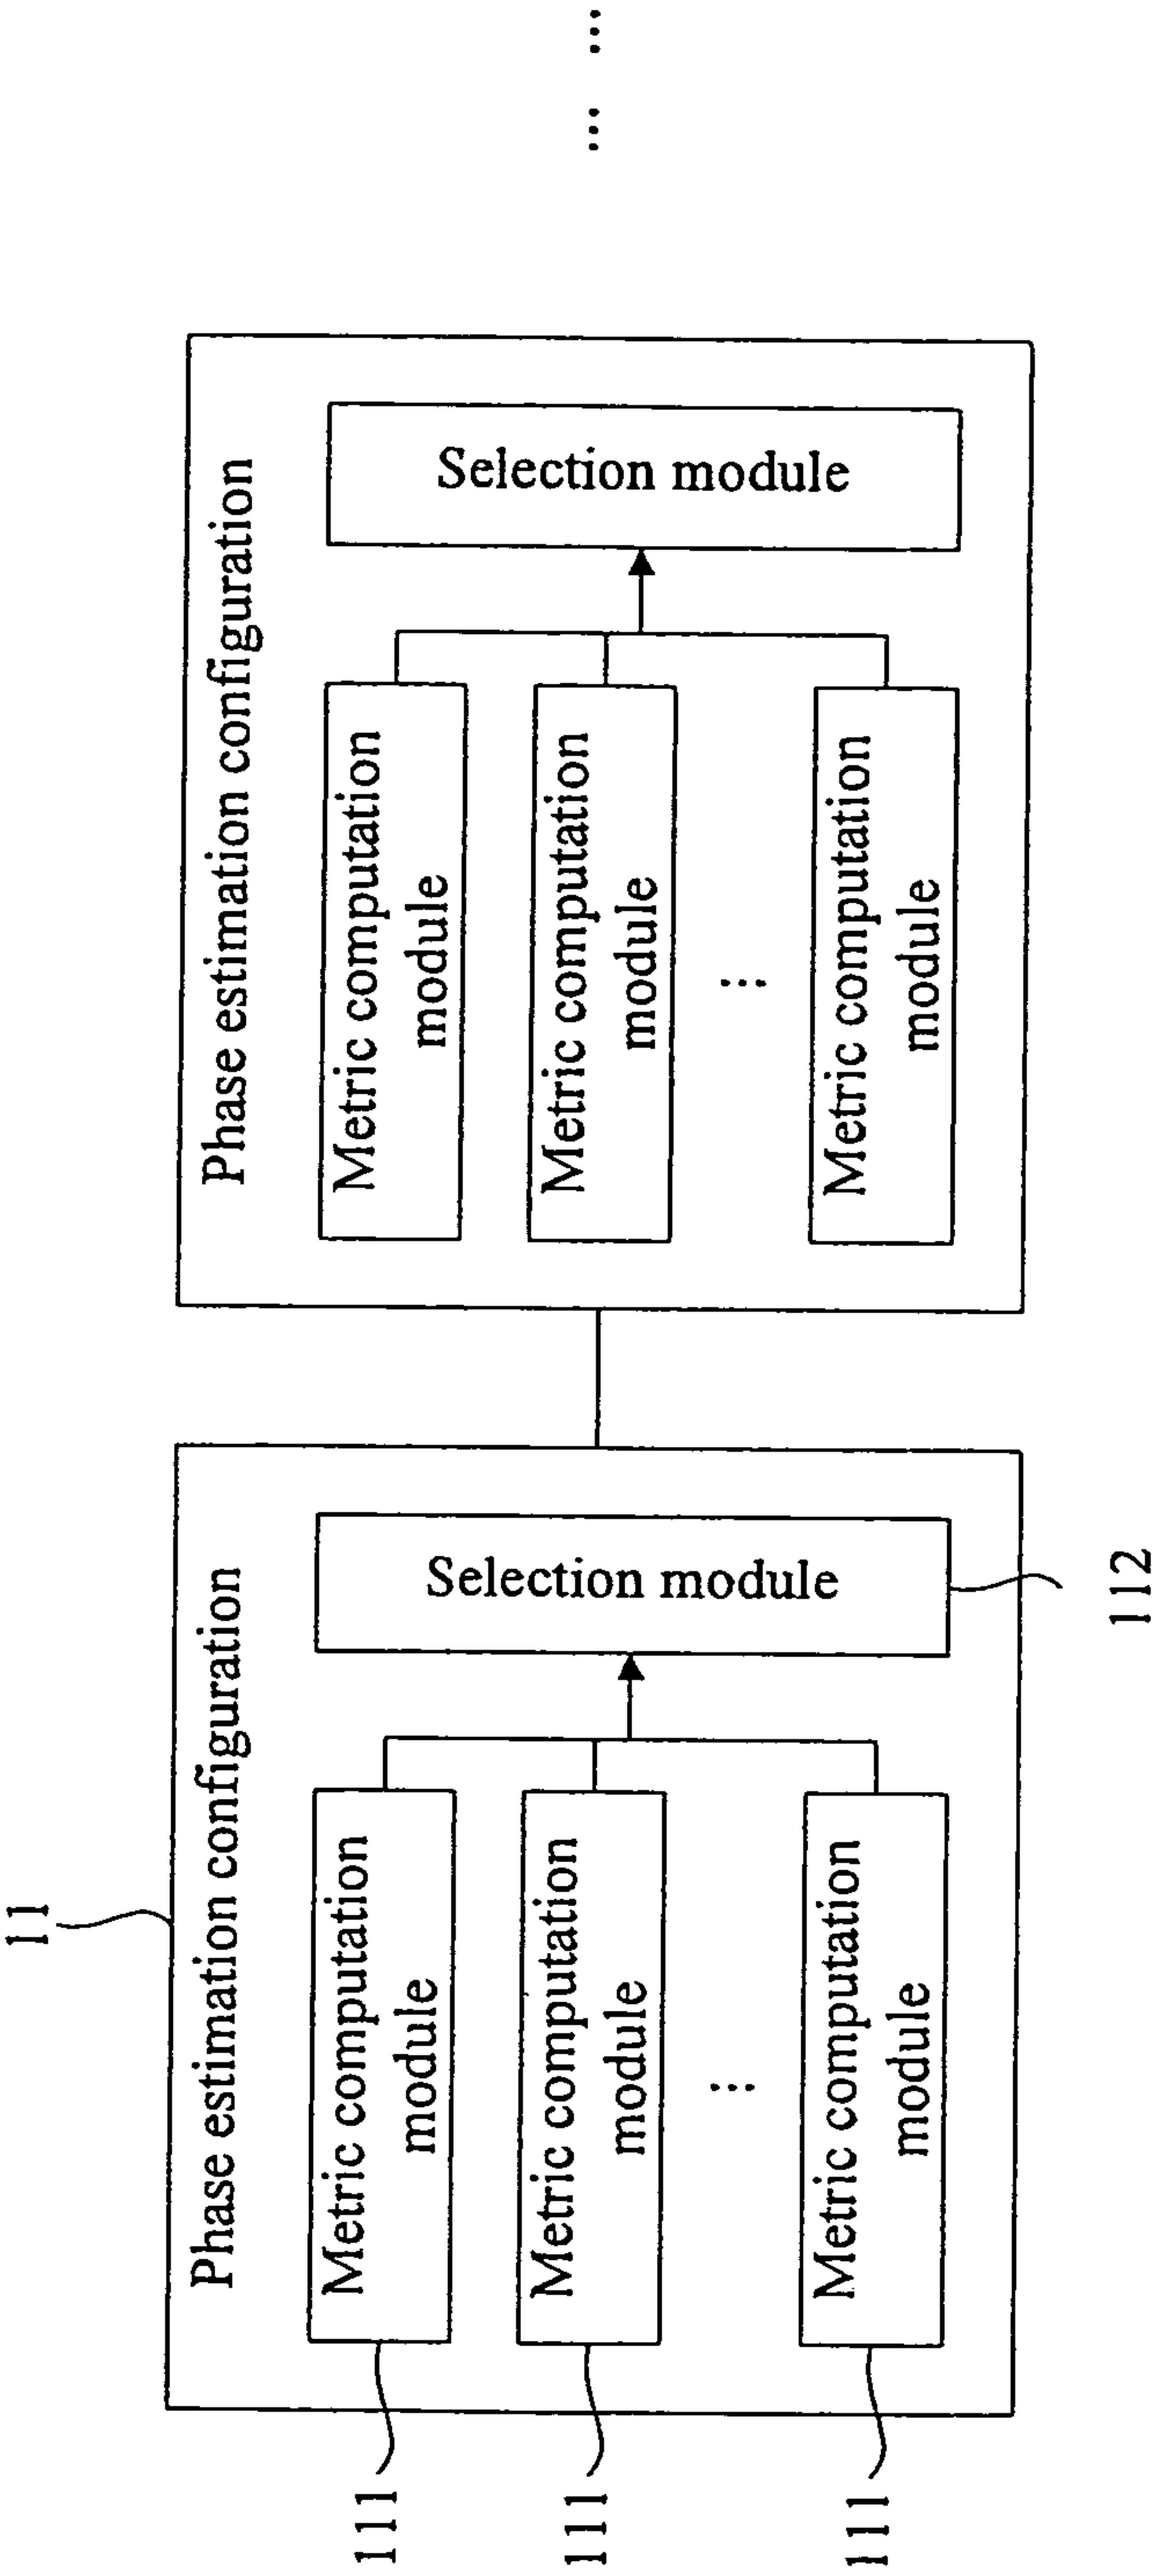 11
Phase estimation configuration
111
Metric computation
module
111
Metric computation
module
...
111
Metric computation
module
Selection module
112
Phase estimation configuration
Metric computation
module
Metric computation
module
...
Metric computation
module
Selection module
... ...